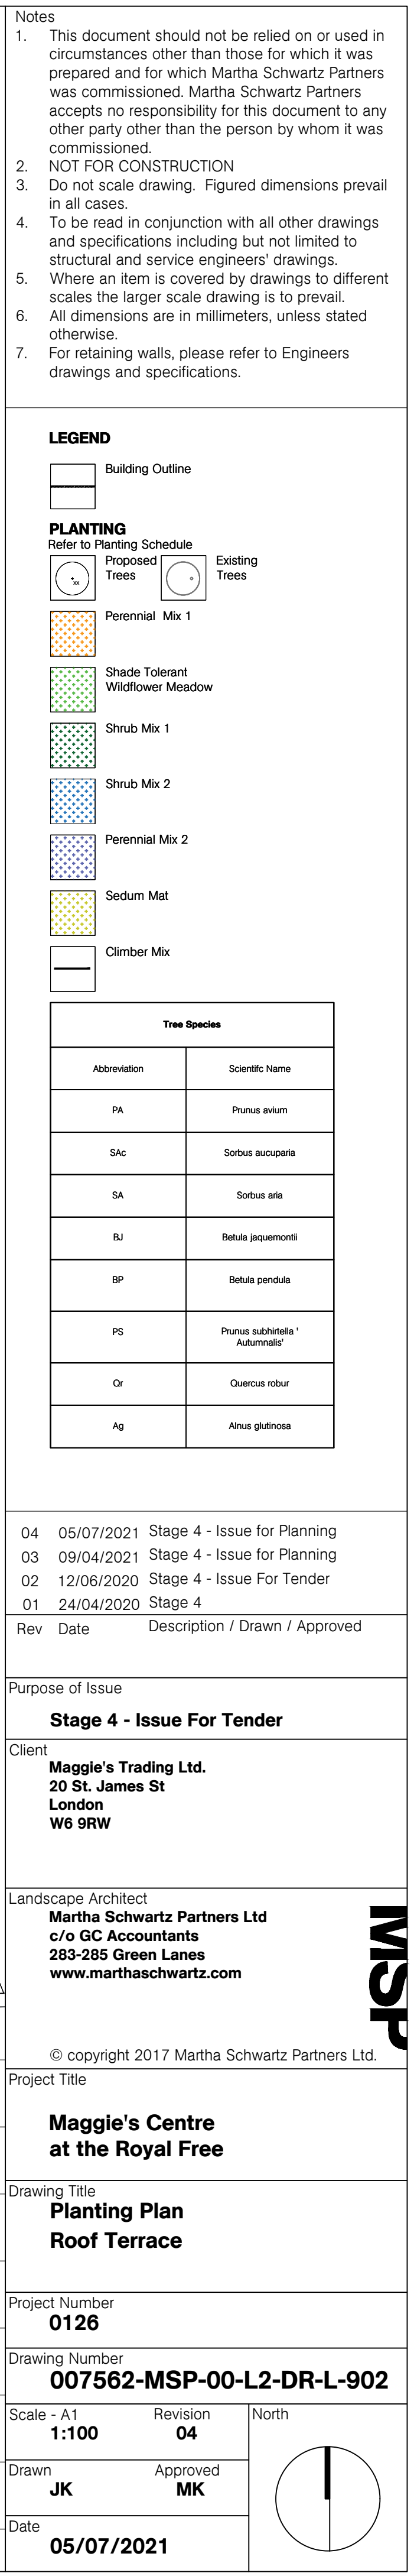 Notes
1. This document should not be relied on or used in
circumstances other than those for which it was
prepared and for which Martha Schwartz Partners
was commissioned. Martha Schwartz Partners
accepts no responsibility for this document to any
other party other than the person by whom it was
commissioned.
2. NOT FOR CONSTRUCTION
3. Do not scale drawing. Figured dimensions prevail
in all cases.
4. To be read in conjunction with all other drawings
and specifications including but not limited to
structural and service engineers' drawings.
5. Where an item is covered by drawings to different
scales the larger scale drawing is to prevail.
6. All dimensions are in millimeters, unless stated
otherwise.
7. For retaining walls, please refer to Engineers
drawings and specifications.
LEGEND
Building Outline
PLANTING
Refer to Planting Schedule
xx
Proposed
Trees
Existing
Trees
Perennial Mix 1
Shade Tolerant
Wildflower Meadow
Shrub Mix 1
Shrub Mix 2
Perennial Mix 2
Sedum Mat
Climber Mix
Tree Species
Abbreviation Scientifc Name
PA Prunus avium
SAc Sorbus aucuparia
SA Sorbus aria
BJ Betula jaquemontii
BP Betula pendula
PS Prunus subhirtella '
Autumnalis'
Qr Quercus robur
Ag Alnus glutinosa
04 05/07/2021 Stage 4 - Issue for Planning
03 09/04/2021 Stage 4 - Issue for Planning
02 12/06/2020 Stage 4 - Issue For Tender
01 24/04/2020 Stage 4
Rev Date Description / Drawn / Approved
Purpose of Issue
Stage 4 - Issue For Tender
Client
Maggie's Trading Ltd.
20 St. James St
London
W6 9RW
Landscape Architect
Martha Schwartz Partners Ltd
c/o GC Accountants
283-285 Green Lanes
www.marthaschwartz.com
MSP
© copyright 2017 Martha Schwartz Partners Ltd.
Project Title
Maggie's Centre
at the Royal Free
Drawing Title
Planting Plan
Roof Terrace
Project Number
0126
Drawing Number
007562-MSP-00-L2-DR-L-902
Scale - A1 Revision North
1:100 04
Drawn Approved
JK MK
Date
05/07/2021